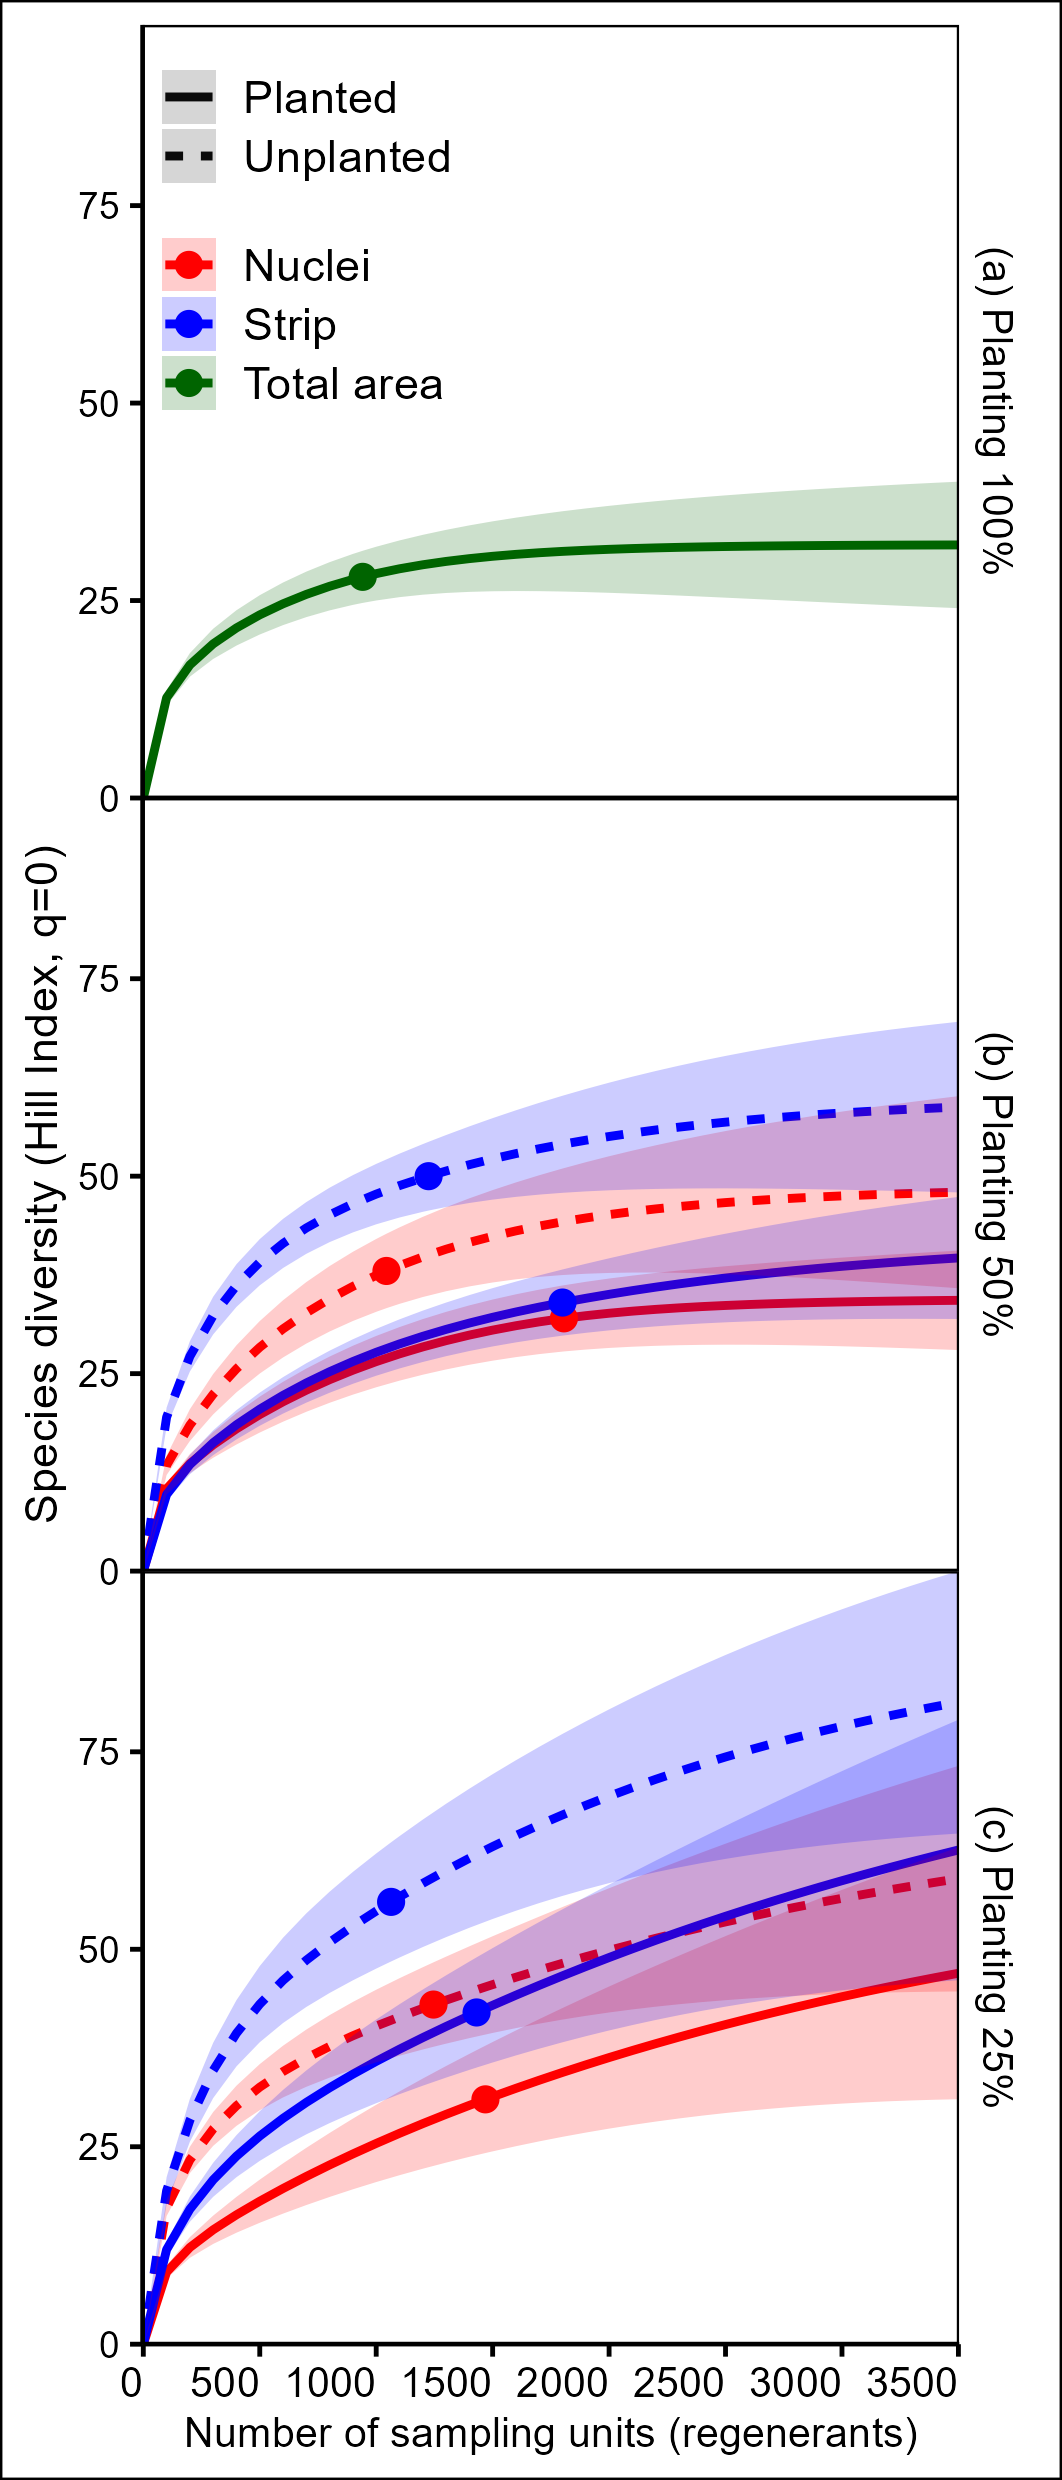 Planted
Unplanted
Nuclei
Strip
Total area
75
50
25
0
(a) Planting 100%
Species diversity (Hill Index, q=0)
75
50
25
0
(b) Planting 50%
75
50
25
0
(c) Planting 25%
0 500 1000 1500 2000 2500 3000 3500
Number of sampling units (regenerants)